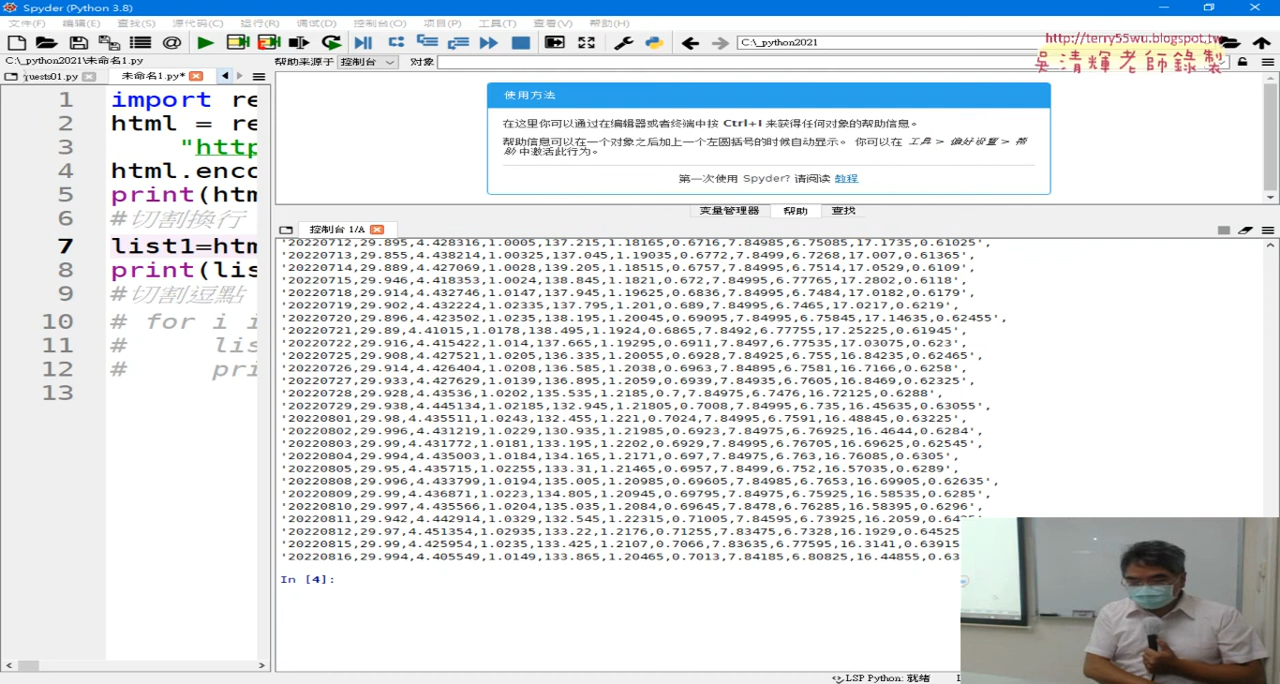 Spyder (Python 3.8)
文件(F) 编辑(E) 查找(S) 源代码(C) 运行(R) 调试(D) 控制台(O) 项目(P) 工具(T) 查看(V) 帮助(H)
C:\_python2021
http://terry55wu.blogspot.tw
吳清輝老師錄製
C:\_python2021\未命名1.py
帮助来源于 控制台 对象
quests01.py 未命名1.py*
1 import re
2 html = re
3 "http
4 html.enco
5 print(htm
6 #切割換行
7 list1=htm
8 print(lis
9 #切割逗點
10 # for i i
11 # lis
12 # pri
13
使用方法
在这里你可以通过在编辑器或者终端中按 Ctrl+I 来获得任何对象的帮助信息。
帮助信息可以在一个对象之后加上一个左圆括号的时候自动显示。 你可以在 工具 > 偏好设置 > 帮
助 中激活此行为。
第一次使用 Spyder? 请阅读 教程
变量管理器 帮助 查找
控制台 1/A
'20220712,29.895,4.428316,1.0005,137.215,1.18165,0.6716,7.84985,6.75085,17.1735,0.61025',
'20220713,29.855,4.438214,1.00325,137.045,1.19035,0.6772,7.8499,6.7268,17.007,0.61365',
'20220714,29.889,4.427069,1.0028,139.205,1.18515,0.6757,7.84995,6.7514,17.0529,0.6109',
'20220715,29.946,4.418353,1.0024,138.845,1.1821,0.672,7.84995,6.77765,17.2802,0.6118',
'20220718,29.914,4.432746,1.0147,137.945,1.19625,0.6836,7.84995,6.7484,17.0182,0.6179',
'20220719,29.902,4.432224,1.02335,137.795,1.201,0.689,7.84995,6.7465,17.0217,0.6219',
'20220720,29.896,4.423502,1.0235,138.195,1.20045,0.69095,7.84995,6.75845,17.14635,0.62455',
'20220721,29.89,4.41015,1.0178,138.495,1.1924,0.6865,7.8492,6.77755,17.25225,0.61945',
'20220722,29.916,4.415422,1.014,137.665,1.19295,0.6911,7.8497,6.77535,17.03075,0.623',
'20220725,29.908,4.427521,1.0205,136.335,1.20055,0.6928,7.84925,6.755,16.84235,0.62465',
'20220726,29.914,4.426404,1.0208,136.585,1.2038,0.6963,7.84895,6.7581,16.7166,0.6258',
'20220727,29.933,4.427629,1.0139,136.895,1.2059,0.6939,7.84935,6.7605,16.8469,0.62325',
'20220728,29.928,4.43536,1.0202,135.535,1.2185,0.7,7.84975,6.7476,16.72125,0.6288',
'20220729,29.938,4.445134,1.02185,132.945,1.21805,0.7008,7.84995,6.735,16.45635,0.63055',
'20220801,29.98,4.435511,1.0243,132.455,1.221,0.7024,7.84995,6.7591,16.48845,0.63225',
'20220802,29.996,4.431219,1.0229,130.935,1.21985,0.6923,7.84975,6.76925,16.4644,0.6284',
'20220803,29.99,4.431772,1.0181,133.195,1.2202,0.6929,7.84995,6.76705,16.69625,0.62545',
'20220804,29.994,4.435003,1.0184,134.165,1.2171,0.697,7.84995,6.763,16.76085,0.6305',
'20220805,29.95,4.435715,1.02255,133.31,1.21465,0.6957,7.8499,6.752,16.57035,0.6289',
'20220808,29.996,4.433799,1.0194,135.005,1.20985,0.69605,7.84985,6.7653,16.69905,0.62635',
'20220809,29.99,4.436871,1.0223,134.805,1.20945,0.69795,7.84975,6.75925,16.58535,0.6285',
'20220810,29.997,4.435566,1.0204,135.035,1.2084,0.69645,7.8478,6.76285,16.58395,0.6296',
'20220811,29.942,4.442914,1.0329,132.545,1.22315,0.71005,7.84595,6.73925,16.2059,
'20220812,29.97,4.451354,1.02935,133.22,1.2176,0.71255,7.83475,6.7328,16.1929,0.64525
'20220815,29.99,4.425954,1.0235,133.425,1.2107,0.7066,7.83635,6.77595,16.3141,0.63915
'20220816,29.994,4.405549,1.0149,133.865,1.20465,0.7013,7.84185,6.80825,16.44855,0.63
In [4]:
LSP Python: 就绪